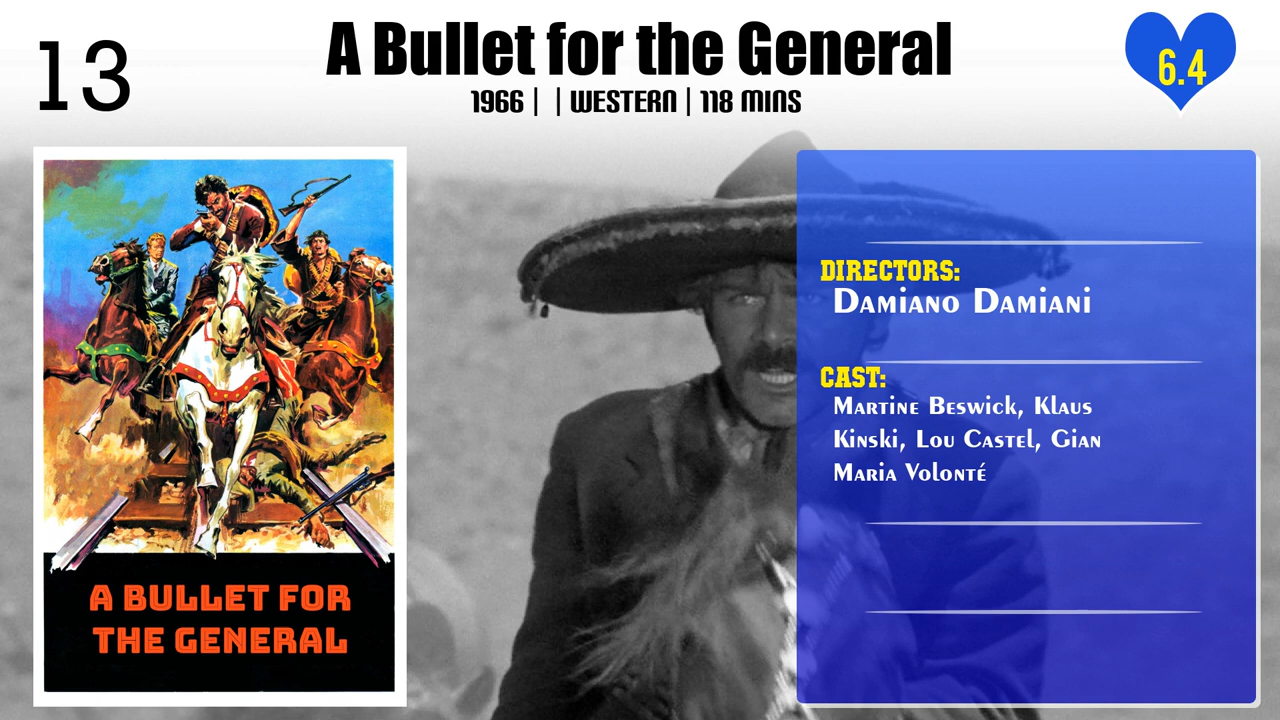 13
A Bullet for the General
1966 | | WESTERN | 118 MINS
6.4
A BULLET FOR
THE GENERAL
DIRECTORS:
Damiano Damiani
CAST:
Martine Beswick, Klaus
Kinski, Lou Castel, Gian
Maria Volonté